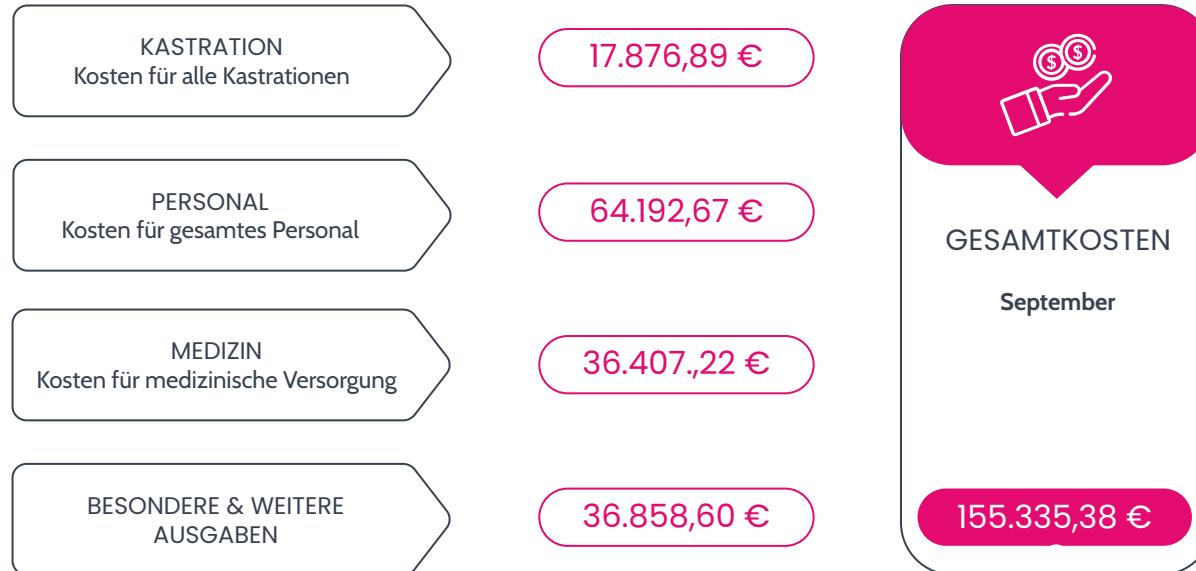 KASTRATION
Kosten für alle Kastrationen
17.876,89 €
PERSONAL
Kosten für gesamtes Personal
64.192,67 €
MEDIZIN
Kosten für medizinische Versorgung
36.407.,22 €
BESONDERE & WEITERE
AUSGABEN
36.858,60 €
$
$
GESAMTKOSTEN
September
155.335,38 €